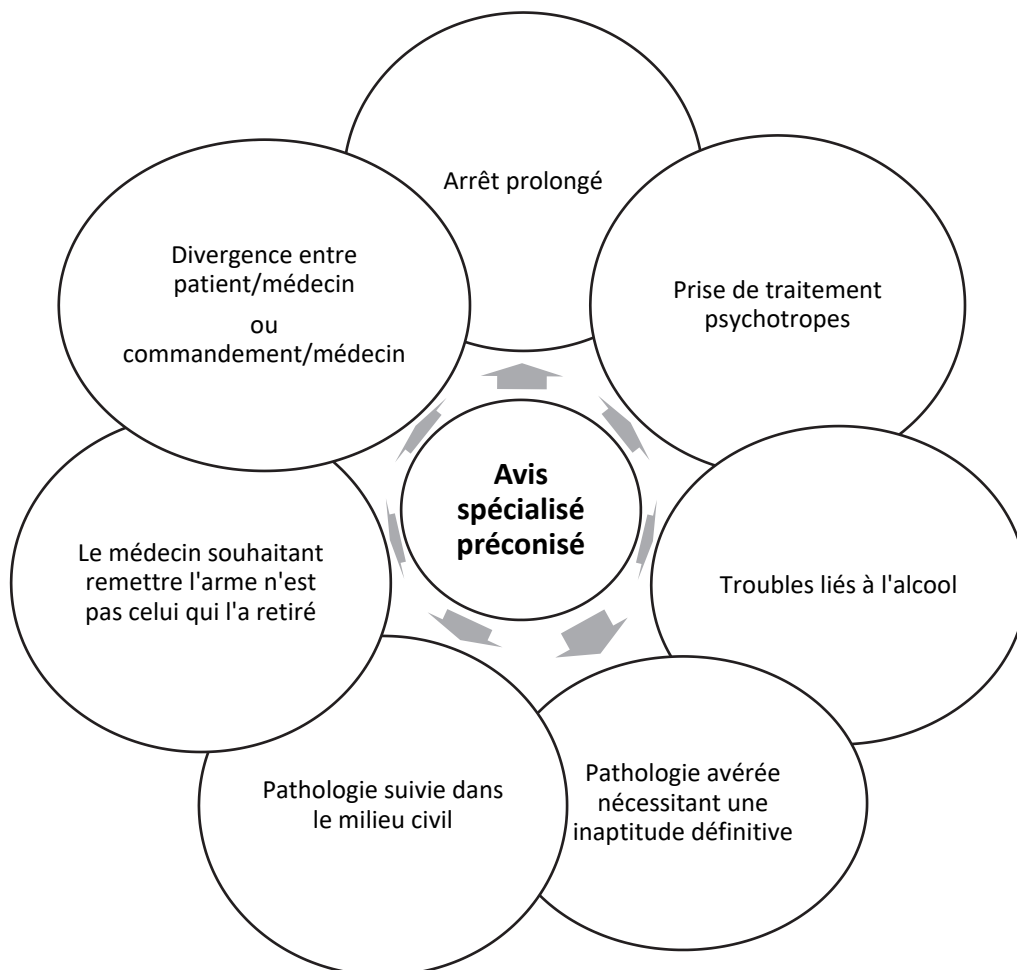 Arrêt prolongé
Prise de traitement
psychotropes
Troubles liés à l'alcool
Pathologie avérée
nécessitant une
inaptitude définitive
Pathologie suivie dans
le milieu civil
Le médecin souhaitant
remettre l'arme n'est
pas celui qui l'a retiré
Divergence entre
patient/médecin
ou
commandement/médecin
Avis
spécialisé
préconisé